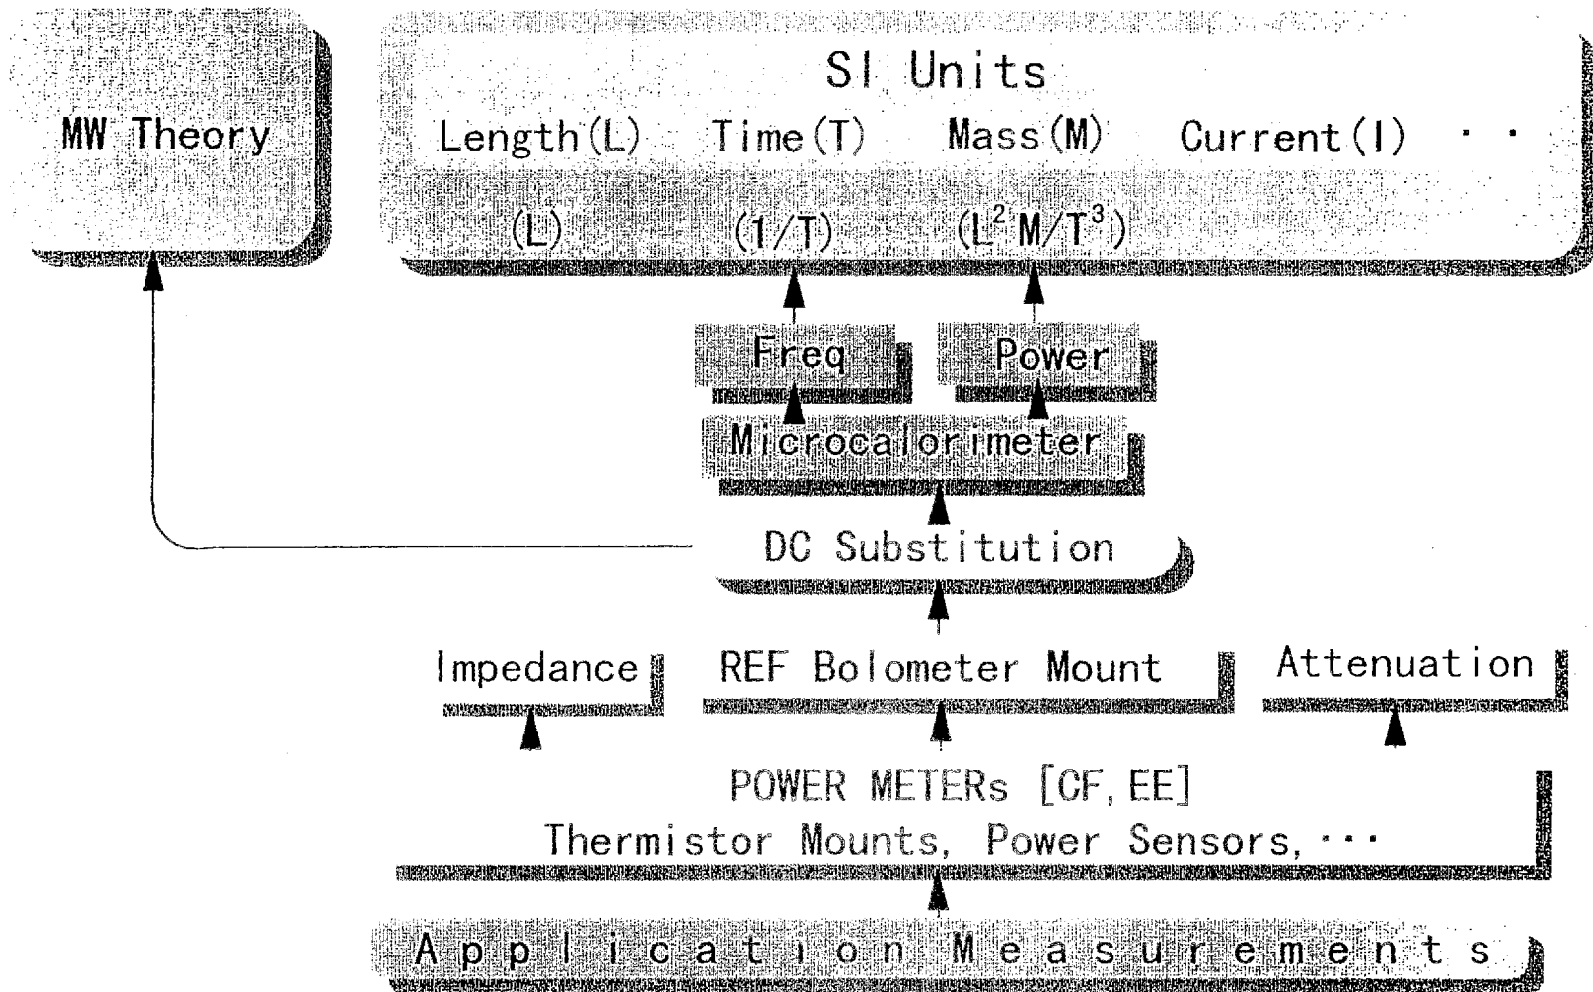 MW Theory
SI Units
Length(L) Time(T) Mass(M) Current(I) ··
(L) (1/T) (L² M/T³)
Freq Power
Microcalorimeter
DC Substitution
Impedance REF Bolometer Mount Attenuation
POWER METERs [CF, EE]
Thermistor Mounts, Power Sensors, ···
Application Measurements